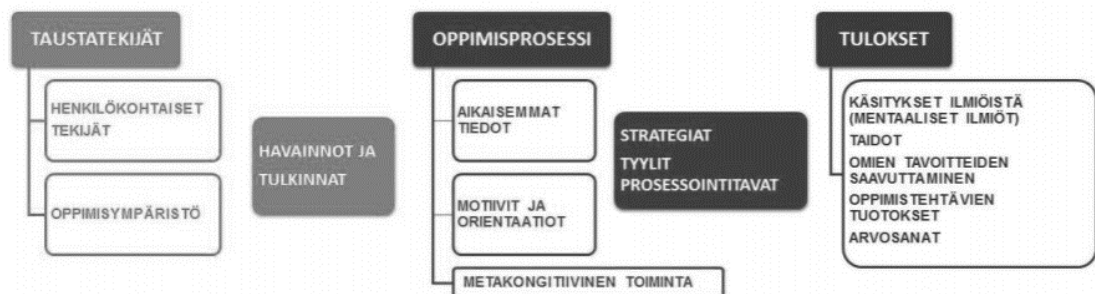 TAUSTATEKIJÄT
HENKILÖKOHTAISET
TEKIJÄT
OPPIMISYMPÄRISTÖ
HAVAINNOT JA
TULKINNAT
OPPIMISPROSESSI
AIKAISEMMAT
TIEDOT
MOTIIVIT JA
ORIENTAATIOT
METAKONGITIIVINEN TOIMINTA
STRATEGIAT
TYYLIT
PROSESSOINTITAVAT
TULOKSET
KÄSITYKSET ILMIÖISTÄ
(MENTAALISET ILMIÖT)
TAIDOT
OMIEN TAVOITTEIDEN
SAAVUTTAMINEN
OPPIMISTEHTÄVIEN
TUOTOKSET
ARVOSANAT